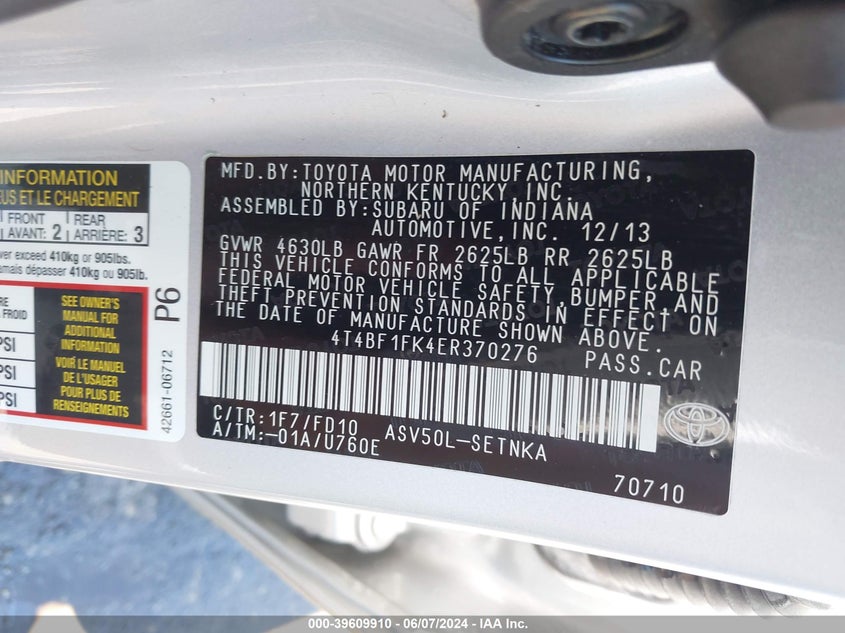 INFORMATION
EUS ET LE CHARGEMENT
FRONT
AVANT: 2
REAR
ARRIÈRE: 3
ver exceed 410kg or 905lbs.
jamais dépasser 410kg ou 905lb.
RE
FROID
PSI
PSI
PSI
SEE OWNER'S
MANUAL FOR
ADDITIONAL
INFORMATION
VOIR LE MANUEL
DE L'USAGER
POUR PLUS DE
RENSEIGNEMENTS
P6
42661-06712
MFD.BY:TOYOTA MOTOR MANUFACTURING,
NORTHERN KENTUCKY,INC.
ASSEMBLED BY:SUBARU OF INDIANA
AUTOMOTIVE,INC. 12/13
GVWR 4630LB GAWR FR 2625LB RR 2625LB
THIS VEHICLE CONFORMS TO ALL APPLICABLE
FEDERAL MOTOR VEHICLE SAFETY,BUMPER,AND
THEFT PREVENTION STANDARDS IN EFFECT ON
THE DATE OF MANUFACTURE SHOWN ABOVE.
4T4BF1FK4ER370276 PASS.CAR
C/TR:1F7/FD10 ASV50L-SETNKA
A/TM:-01A/U760E
TOYOTA
70710
000-39609910 | 06/07/2024 - IAA Inc.